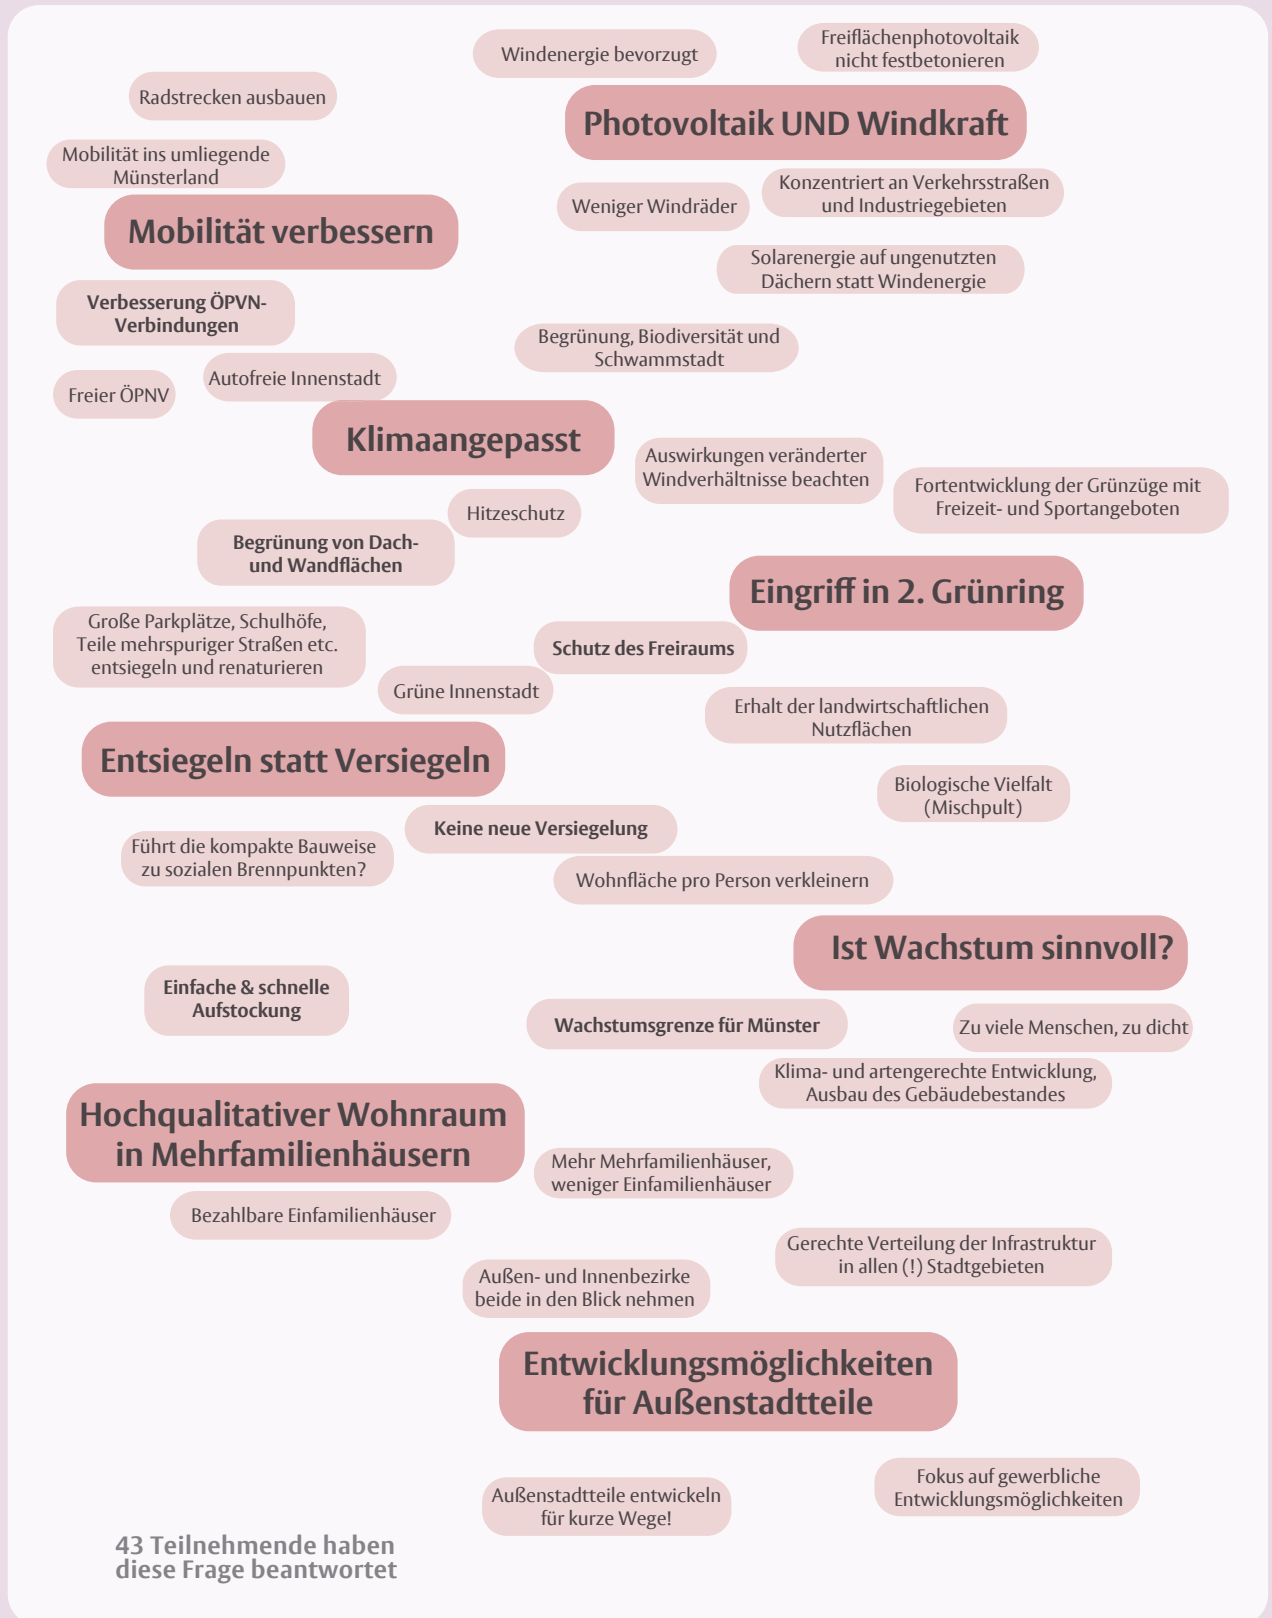 Windenergie bevorzugt
Freiflächenphotovoltaik
nicht festbetonieren
Radstrecken ausbauen
Photovoltaik UND Windkraft
Mobilität ins umliegende
Münsterland
Konzentriert an Verkehrsstraßen
und Industriegebieten
Weniger Windräder
Mobilität verbessern
Solarenergie auf ungenutzten
Dächern statt Windenergie
Verbesserung ÖPVN-
Verbindungen
Begrünung, Biodiversität und
Schwammstadt
Autofreie Innenstadt
Freier ÖPNV
Klimaangepasst
Auswirkungen veränderter
Windverhältnisse beachten
Fortentwicklung der Grünzüge mit
Freizeit- und Sportangeboten
Hitzeschutz
Begrünung von Dach-
und Wandflächen
Eingriff in 2. Grünring
Große Parkplätze, Schulhöfe,
Teile mehrspuriger Straßen etc.
entsiegeln und renaturieren
Schutz des Freiraums
Grüne Innenstadt
Erhalt der landwirtschaftlichen
Nutzflächen
Entsiegeln statt Versiegeln
Biologische Vielfalt
(Mischpult)
Keine neue Versiegelung
Führt die kompakte Bauweise
zu sozialen Brennpunkten?
Wohnfläche pro Person verkleinern
Ist Wachstum sinnvoll?
Einfache & schnelle
Aufstockung
Wachstumsgrenze für Münster
Zu viele Menschen, zu dicht
Klima- und artengerechte Entwicklung,
Ausbau des Gebäudebestandes
Hochqualitativer Wohnraum
in Mehrfamilienhäusern
Mehr Mehrfamilienhäuser,
weniger Einfamilienhäuser
Bezahlbare Einfamilienhäuser
Gerechte Verteilung der Infrastruktur
in allen (!) Stadtgebieten
Außen- und Innenbezirke
beide in den Blick nehmen
Entwicklungsmöglichkeiten
für Außenstadtteile
Fokus auf gewerbliche
Entwicklungsmöglichkeiten
Außenstadtteile entwickeln
für kurze Wege!
43 Teilnehmende haben
diese Frage beantwortet